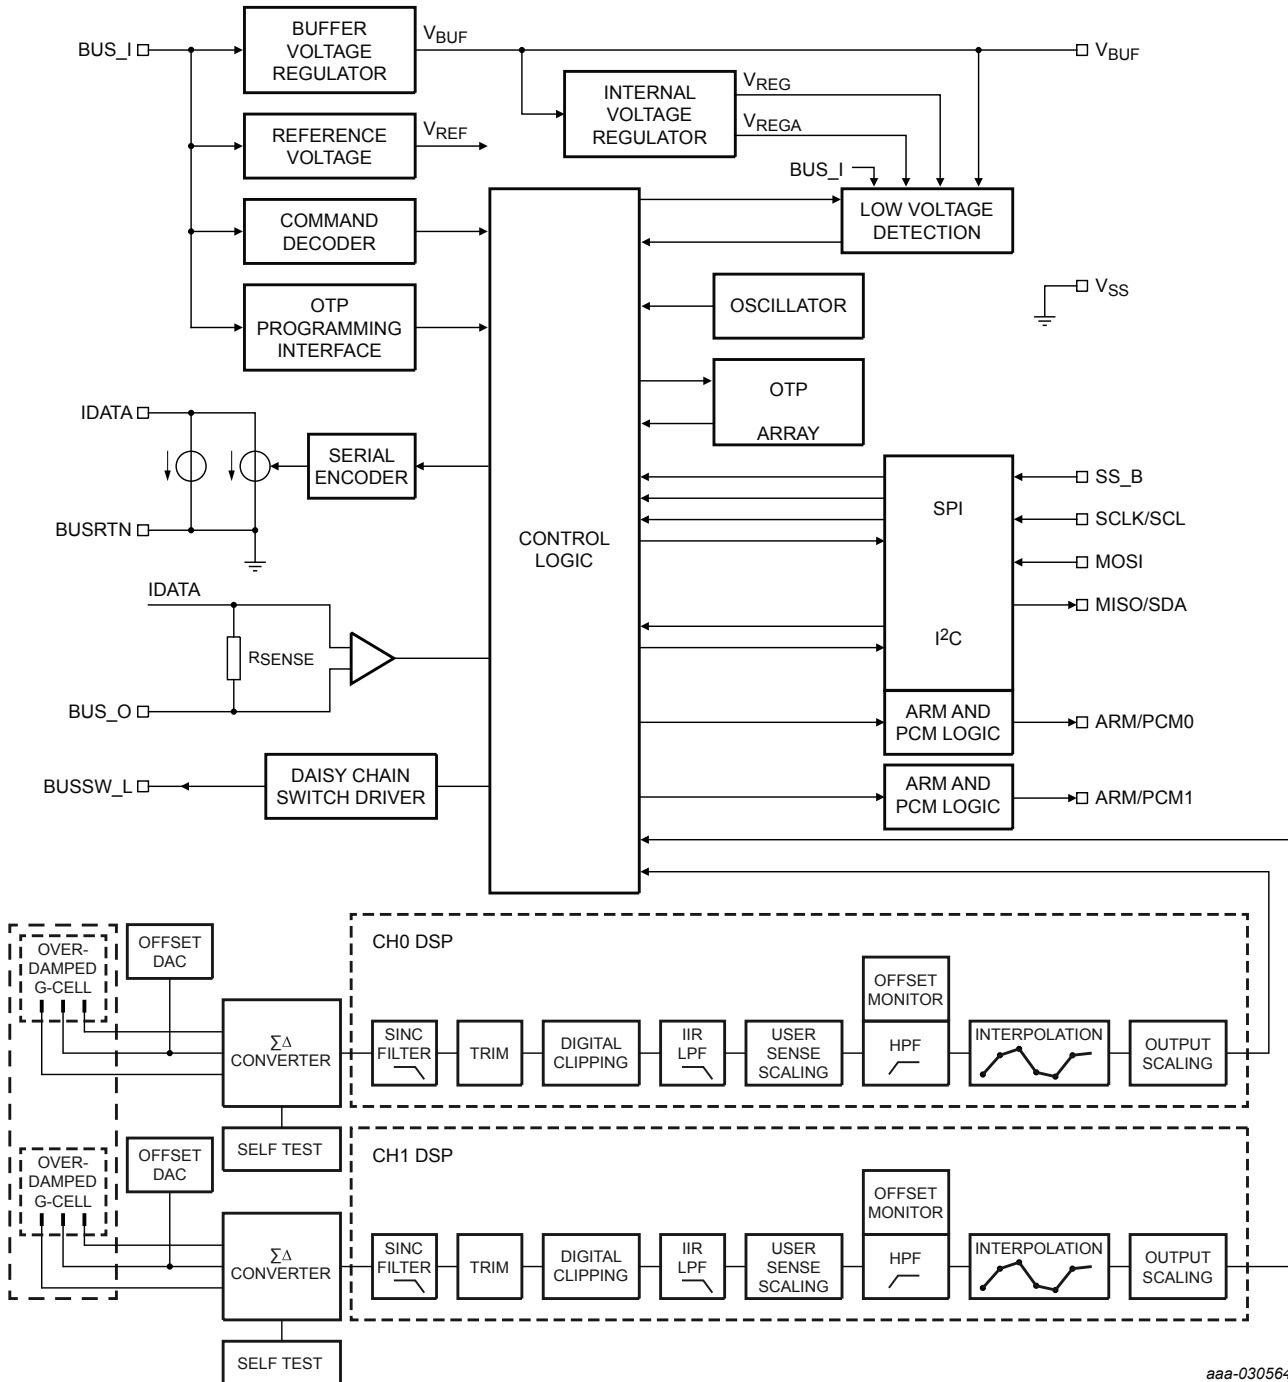 BUS_I
BUFFER
VOLTAGE
REGULATOR
VBUF
VBUF
INTERNAL
VOLTAGE
REGULATOR
VREG
VREGA
REFERENCE
VOLTAGE
VREF
BUS_I
LOW VOLTAGE
DETECTION
COMMAND
DECODER
VSS
OTP
PROGRAMMING
INTERFACE
OSCILLATOR
OTP
ARRAY
IDATA
SERIAL
ENCODER
BUSRTN
CONTROL
LOGIC
SPI
I2C
SS_B
SCLK/SCL
MOSI
MISO/SDA
IDATA
RSENSE
BUS_O
ARM AND
PCM LOGIC
ARM/PCM0
BUSSW_L
DAISY CHAIN
SWITCH DRIVER
ARM AND
PCM LOGIC
ARM/PCM1
OVER-
DAMPED
G-CELL
OFFSET
DAC
CH0 DSP
Σ∆
CONVERTER
SELF TEST
SINC
FILTER
TRIM
DIGITAL
CLIPPING
IIR
LPF
USER
SENSE
SCALING
OFFSET
MONITOR
HPF
INTERPOLATION
OUTPUT
SCALING
OVER-
DAMPED
G-CELL
OFFSET
DAC
CH1 DSP
Σ∆
CONVERTER
SELF TEST
SINC
FILTER
TRIM
DIGITAL
CLIPPING
IIR
LPF
USER
SENSE
SCALING
OFFSET
MONITOR
HPF
INTERPOLATION
OUTPUT
SCALING
aaa-030564